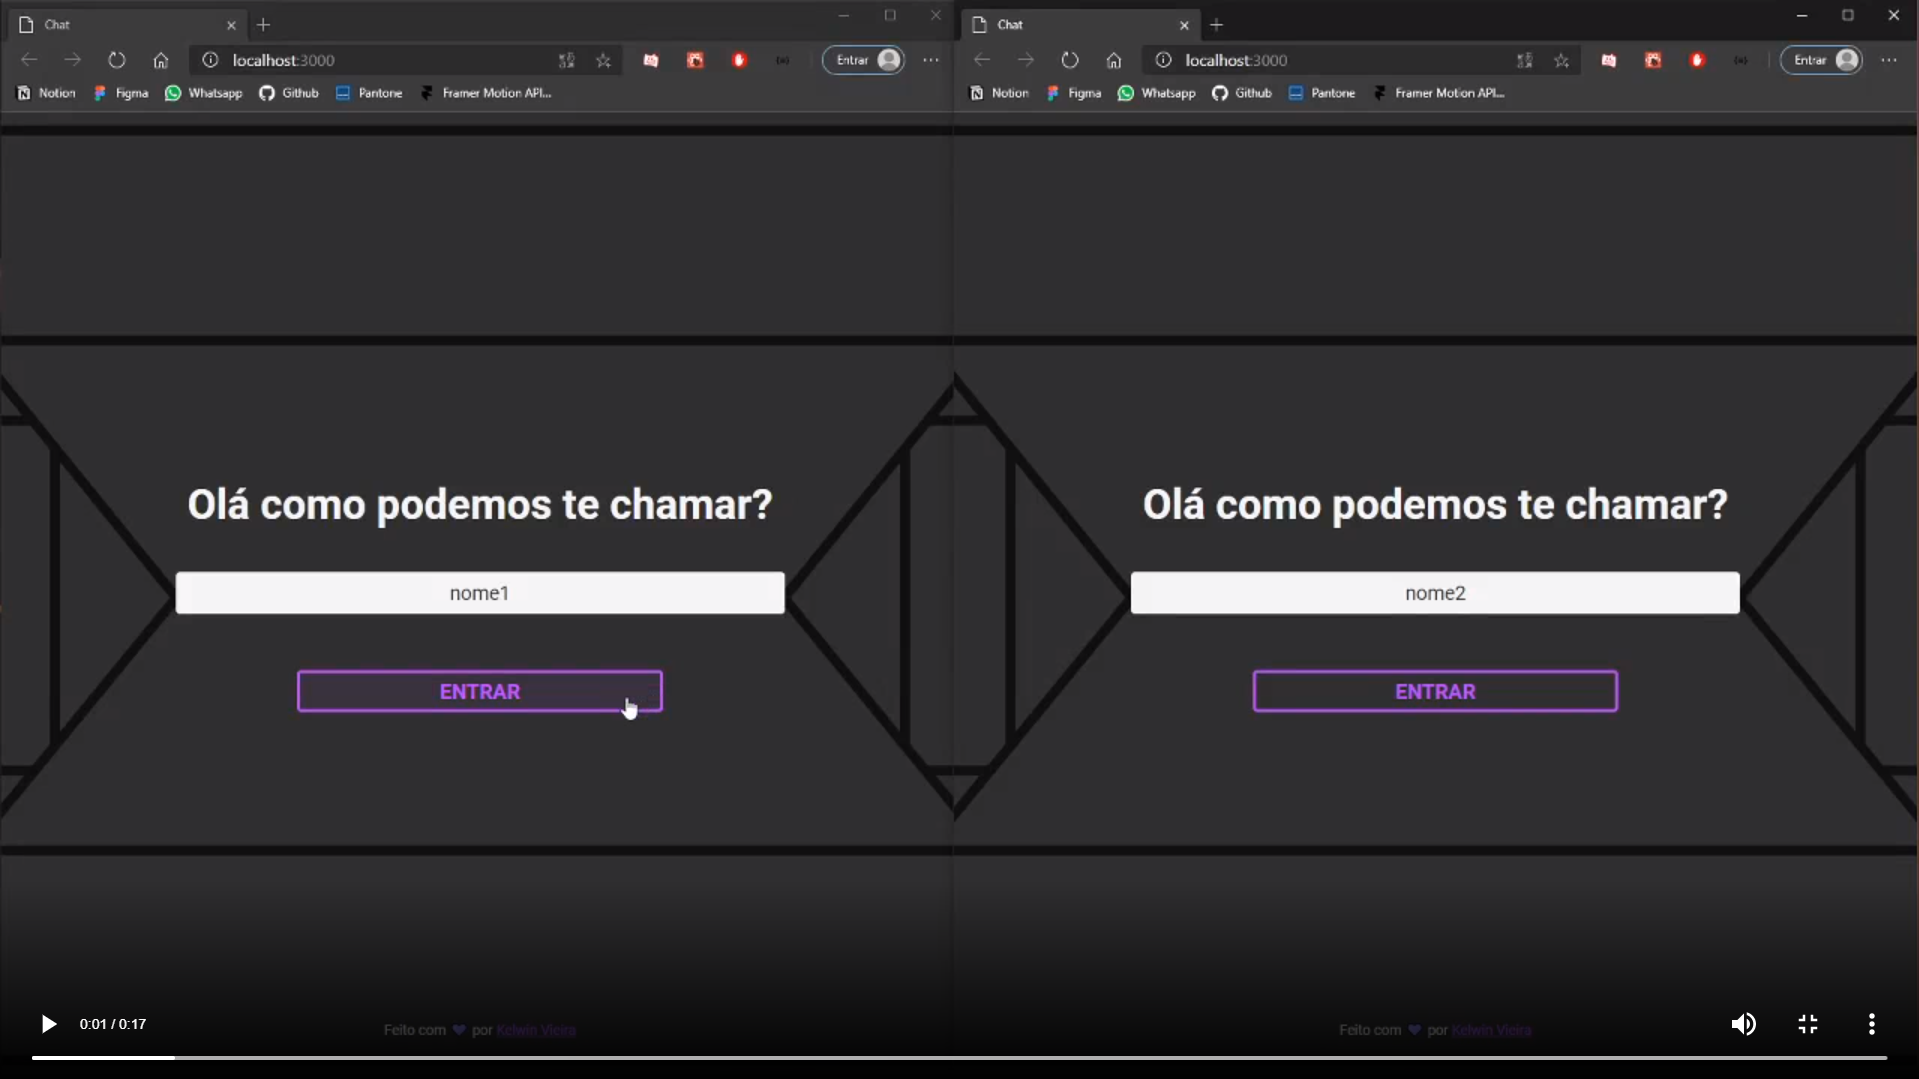 Chat
localhost:3000
Entrar
Notion Figma Whatsapp Github Pantone Framer Motion API...
Olá como podemos te chamar?
nome1
ENTRAR
Feito com por Kelwin Vieira
Chat
localhost:3000
Entrar
Notion Figma Whatsapp Github Pantone Framer Motion API...
Olá como podemos te chamar?
nome2
ENTRAR
Feito com por Kelwin Vieira
0:01 / 0:17